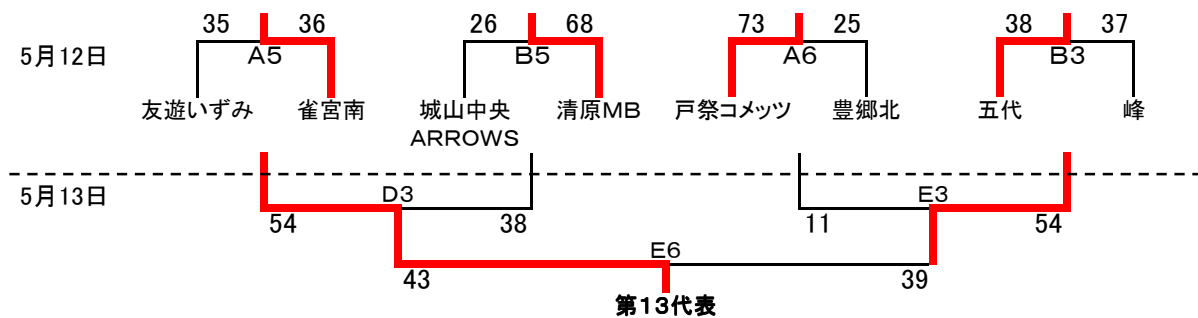 35 36 26 68 73 25 38 37
5月12日 A5 B5 A6 B3
友遊いずみ 雀宮南 城山中央 清原MB 戸祭コメッツ 豊郷北 五代 峰
ARROWS
5月13日 D3 E3
54 38 11 54
E6
43 39
第13代表